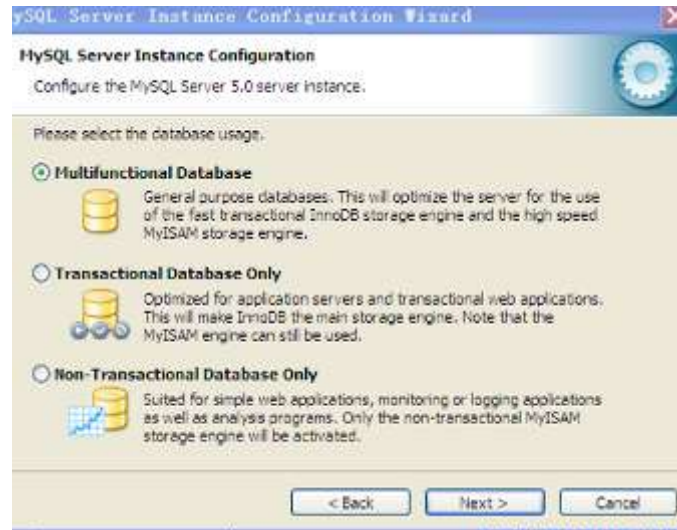 ySQL Server Instance Configuration Wizard
MySQL Server Instance Configuration
Configure the MySQL Server 5.0 server instance.
Please select the database usage.
Multifunctional Database
General purpose databases. This will optimize the server for the use
of the fast transactional InnoDB storage engine and the high speed
MyISAM storage engine.
Transactional Database Only
Optimized for application servers and transactional web applications.
This will make InnoDB the main storage engine. Note that the
MyISAM engine can still be used.
Non-Transactional Database Only
Suited for simple web applications, monitoring or logging applications
as well as analysis programs. Only the non-transactional MyISAM
storage engine will be activated.
< Back
Next >
Cancel